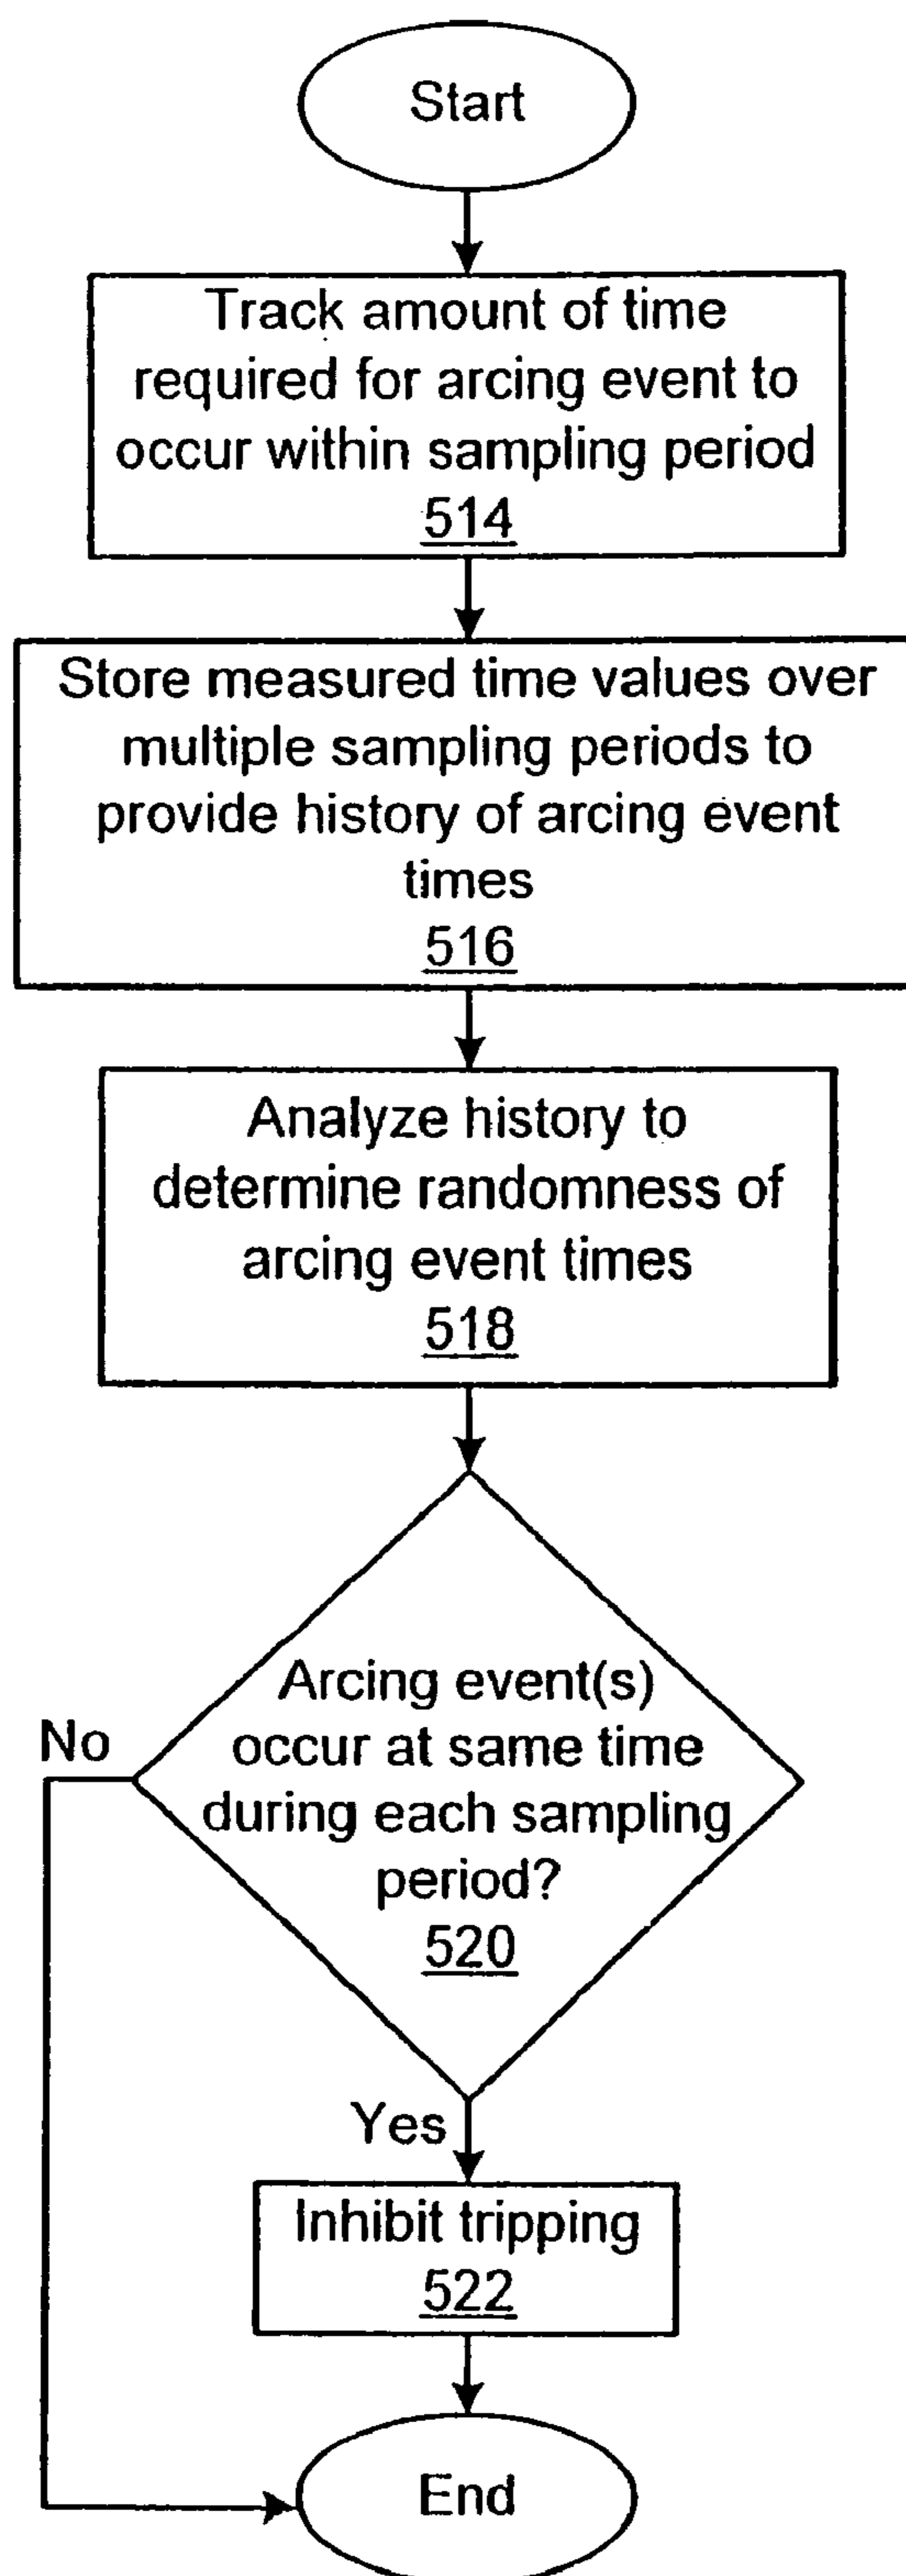 Start
Track amount of time
required for arcing event to
occur within sampling period
514
Store measured time values over
multiple sampling periods to
provide history of arcing event
times
516
Analyze history to
determine randomness of
arcing event times
518
Arcing event(s)
occur at same time
during each sampling
period?
520
No
Yes
Inhibit tripping
522
End